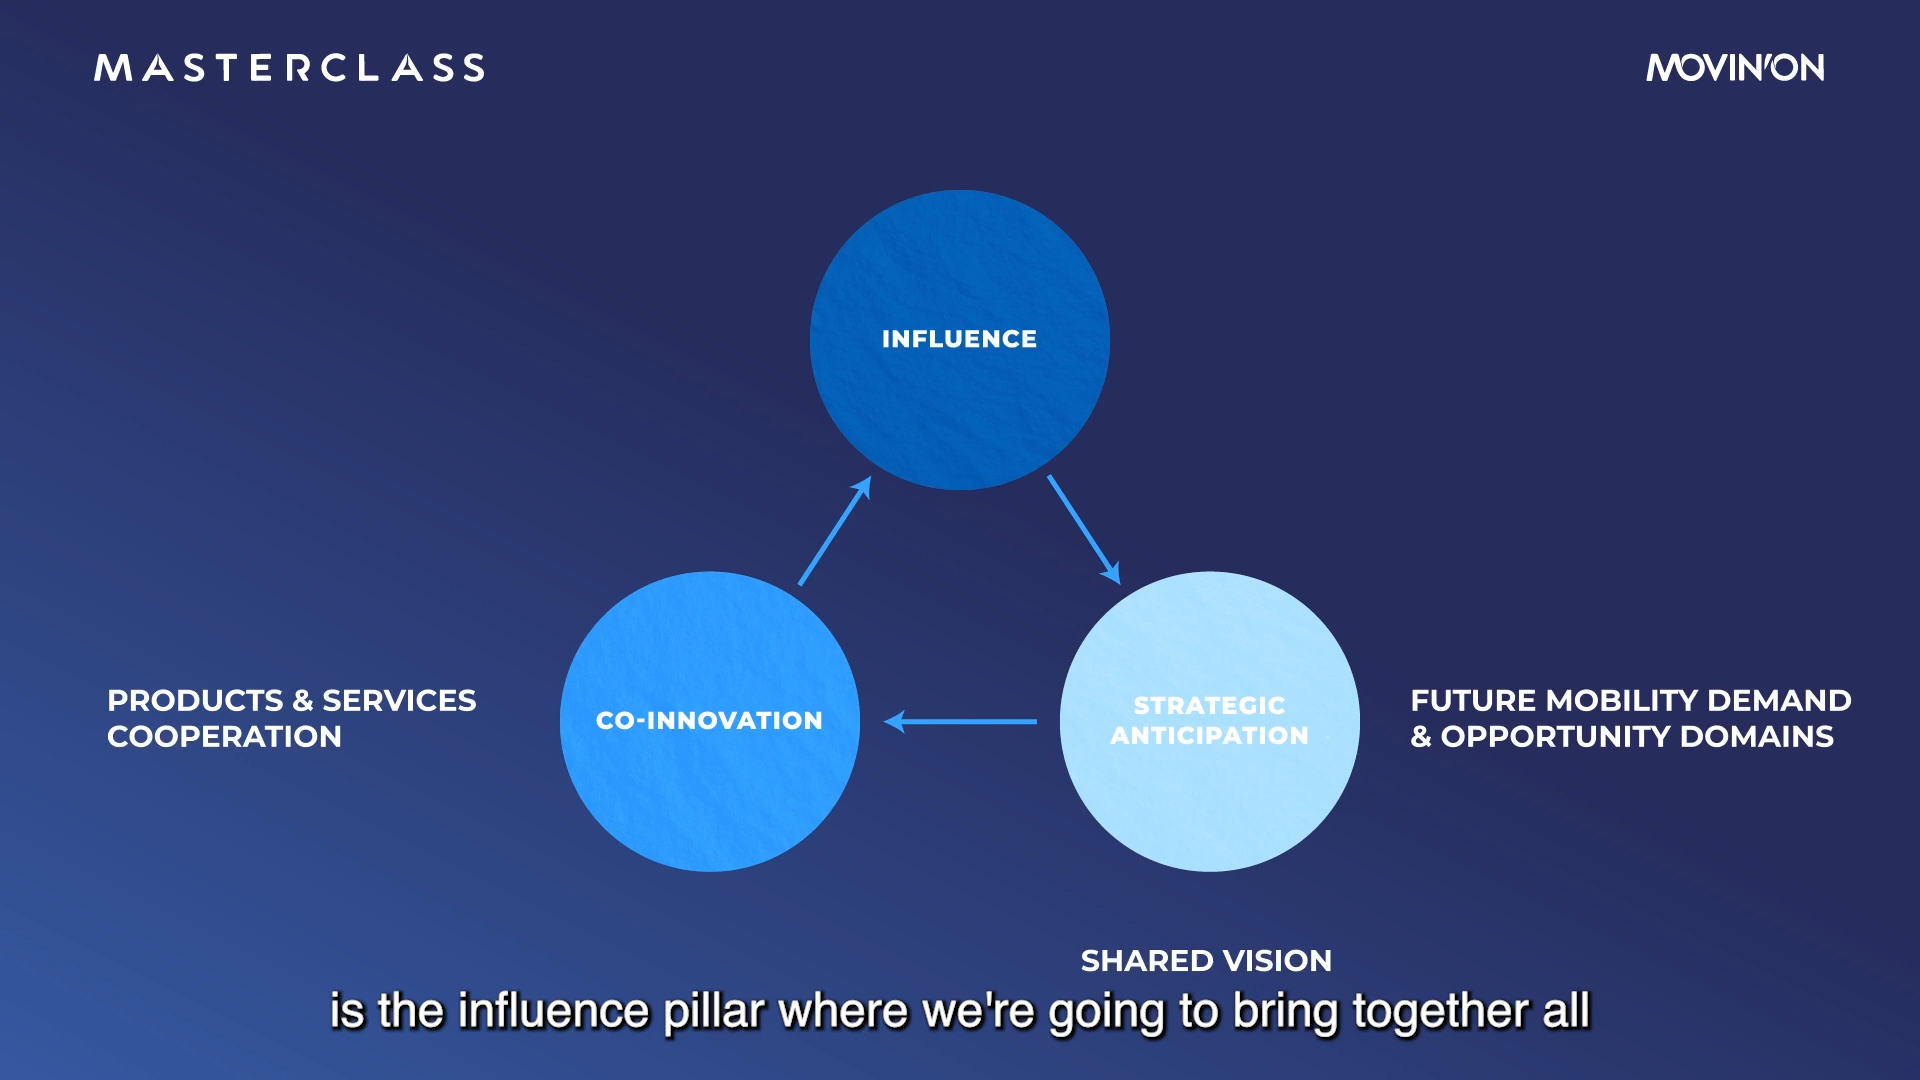 MASTERCLASS
MOVIN'ON
INFLUENCE
PRODUCTS & SERVICES
COOPERATION
CO-INNOVATION
STRATEGIC
ANTICIPATION
FUTURE MOBILITY DEMAND
& OPPORTUNITY DOMAINS
SHARED VISION
is the influence pillar where we're going to bring together all